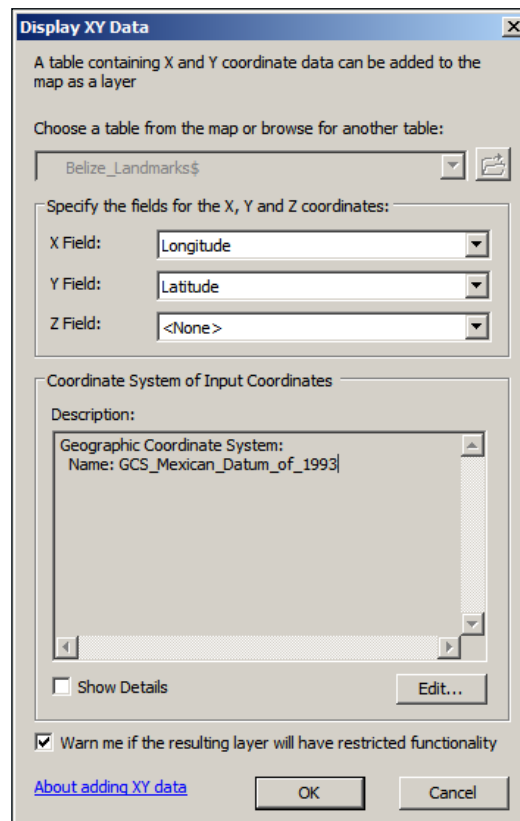 Display XY Data
A table containing X and Y coordinate data can be added to the
map as a layer
Choose a table from the map or browse for another table:
Belize_Landmarks$
Specify the fields for the X, Y and Z coordinates:
X Field: Longitude
Y Field: Latitude
Z Field: <None>
Coordinate System of Input Coordinates
Description:
Geographic Coordinate System:
Name: GCS_Mexican_Datum_of_1993
Show Details Edit...
Warn me if the resulting layer will have restricted functionality
About adding XY data OK Cancel